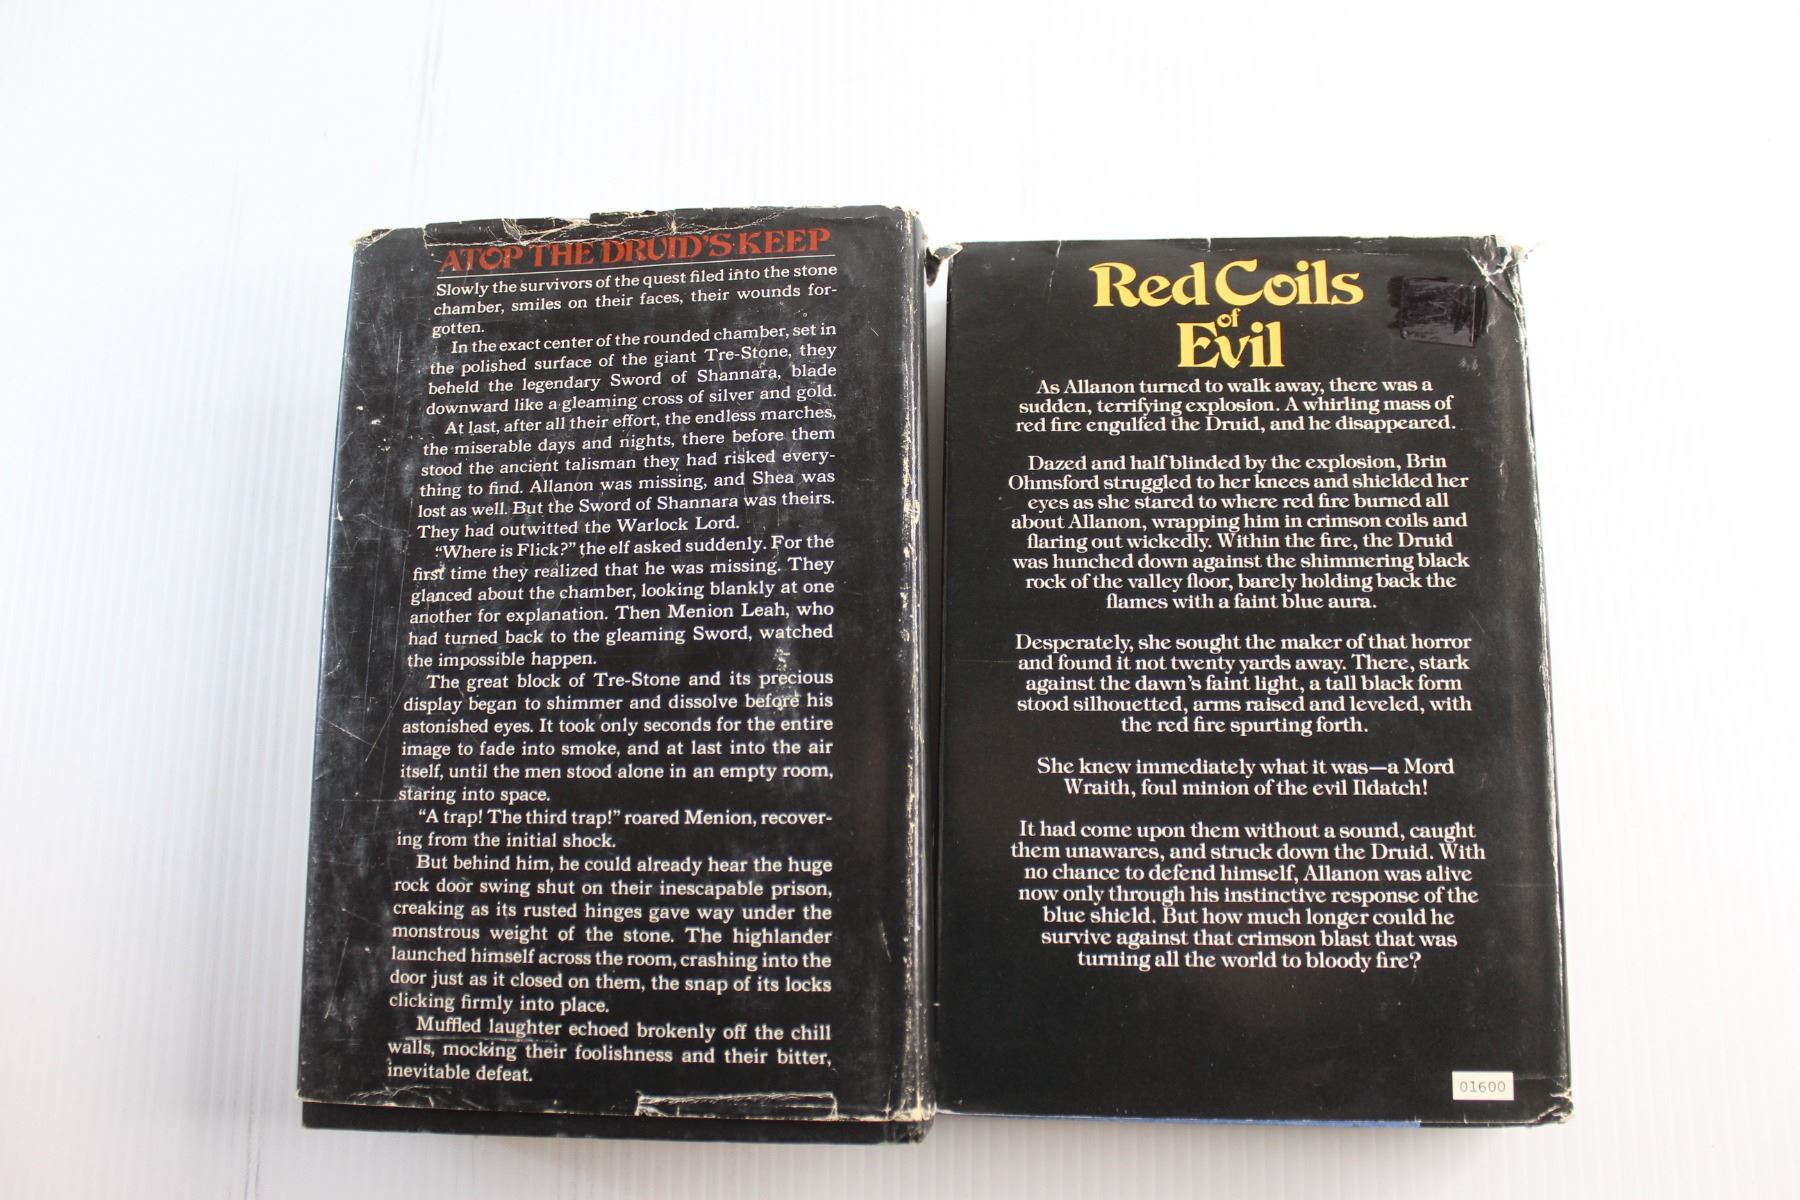 ATOP THE DRUID'S KEEP
Slowly the survivors of the quest filed into the stone
chamber, smiles on their faces, their wounds for-
gotten.
In the exact center of the rounded chamber, set in
the polished surface of the giant Tre-Stone, they
beheld the legendary Sword of Shannara, blade
downward like a gleaming cross of silver and gold.
At last, after all their effort, the endless marches,
the miserable days and nights, there before them
stood the ancient talisman they had risked every-
thing to find. Allanon was missing, and Shea was
lost as well. But the Sword of Shannara was theirs.
They had outwitted the Warlock Lord.
"Where is Flick?" the elf asked suddenly. For the
first time they realized that he was missing. They
glanced about the chamber, looking blankly at one
another for explanation. Then Menion Leah, who
had turned back to the gleaming Sword, watched
the impossible happen.
The great block of Tre-Stone and its precious
display began to shimmer and dissolve before his
astonished eyes. It took only seconds for the entire
image to fade into smoke, and at last into the air
itself, until the men stood alone in an empty room,
staring into space.
"A trap! The third trap!" roared Menion, recover-
ing from the initial shock.
But behind him, he could already hear the huge
rock door swing shut on their inescapable prison,
creaking as its rusted hinges gave way under the
monstrous weight of the stone. The highlander
launched himself across the room, crashing into the
door just as it closed on them, the snap of its locks
clicking firmly into place.
Muffled laughter echoed brokenly off the chill
walls, mocking their foolishness and their bitter,
inevitable defeat.
Red Coils
of
Evil
As Allanon turned to walk away, there was a
sudden, terrifying explosion. A whirling mass of
red fire engulfed the Druid, and he disappeared.
Dazed and half blinded by the explosion, Brin
Ohmsford struggled to her knees and shielded her
eyes as she stared to where red fire burned all
about Allanon, wrapping him in crimson coils and
flaring out wickedly. Within the fire, the Druid
was hunched down against the shimmering black
rock of the valley floor, barely holding back the
flames with a faint blue aura.
Desperately, she sought the maker of that horror
and found it not twenty yards away. There, stark
against the dawn's faint light, a tall black form
stood silhouetted, arms raised and leveled, with
the red fire spurting forth.
She knew immediately what it was—a Mord
Wraith, foul minion of the evil Ildatch!
It had come upon them without a sound, caught
them unawares, and struck down the Druid. With
no chance to defend himself, Allanon was alive
now only through his instinctive response of the
blue shield. But how much longer could he
survive against that crimson blast that was
turning all the world to bloody fire?
01600